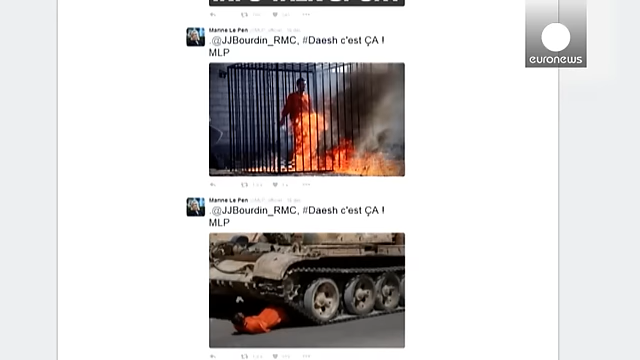 euronews
Marine Le Pen
.@JJBourdin_RMC, #Daesh c'est ÇA !
MLP
Marine Le Pen
.@JJBourdin_RMC, #Daesh c'est ÇA !
MLP